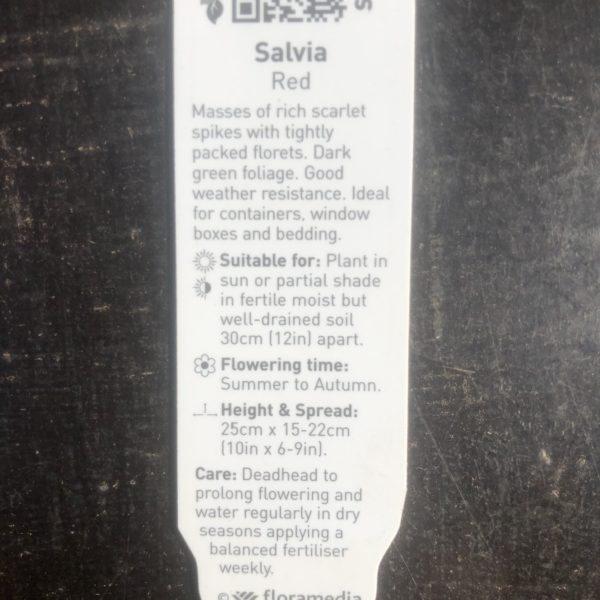 Salvia
Red
Masses of rich scarlet
spikes with tightly
packed florets. Dark
green foliage. Good
weather resistance. Ideal
for containers, window
boxes and bedding.
Suitable for: Plant in
sun or partial shade
in fertile moist but
well-drained soil
30cm (12in) apart.
Flowering time:
Summer to Autumn.
Height & Spread:
25cm x 15-22cm
(10in x 6-9in).
Care: Deadhead to
prolong flowering and
water regularly in dry
seasons applying a
balanced fertiliser
weekly.
© floramedia